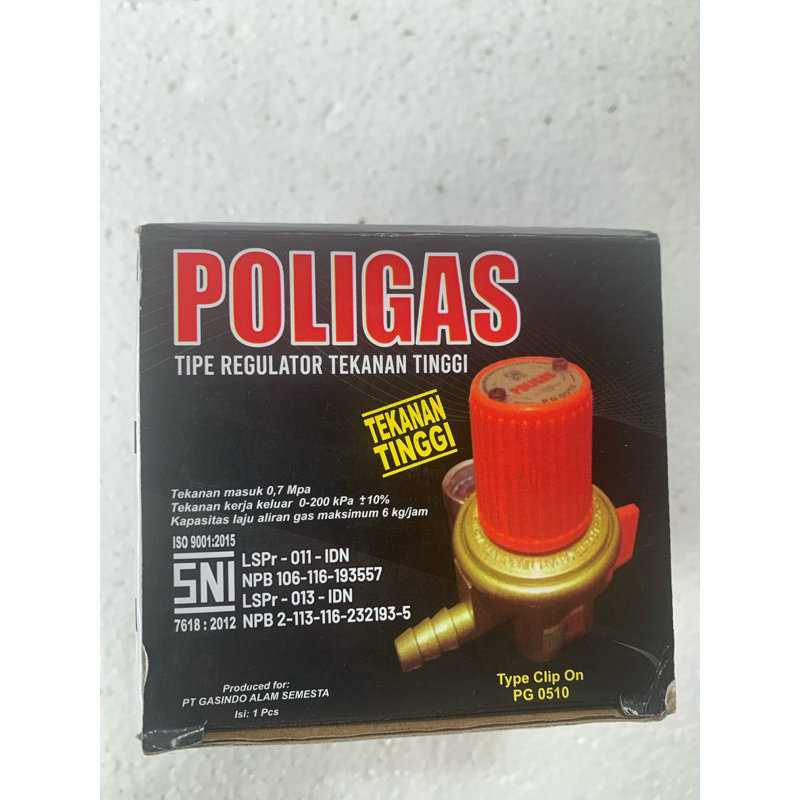 POLIGAS
TIPE REGULATOR TEKANAN TINGGI
TEKANAN
TINGGI
POLIGAS
Tekanan masuk 0,7 Mpa
Tekanan kerja keluar 0-200 kPa ±10%
Kapasitas laju aliran gas maksimum 6 kg/jam
ISO 9001:2015
SNI
7618 : 2012
LSPr - 011 - IDN
NPB 106-116-193557
LSPr - 013 - IDN
NPB 2-113-116-232193-5
Produced for:
PT GASINDO ALAM SEMESTA
Isi: 1 Pcs
Type Clip On
PG 0510